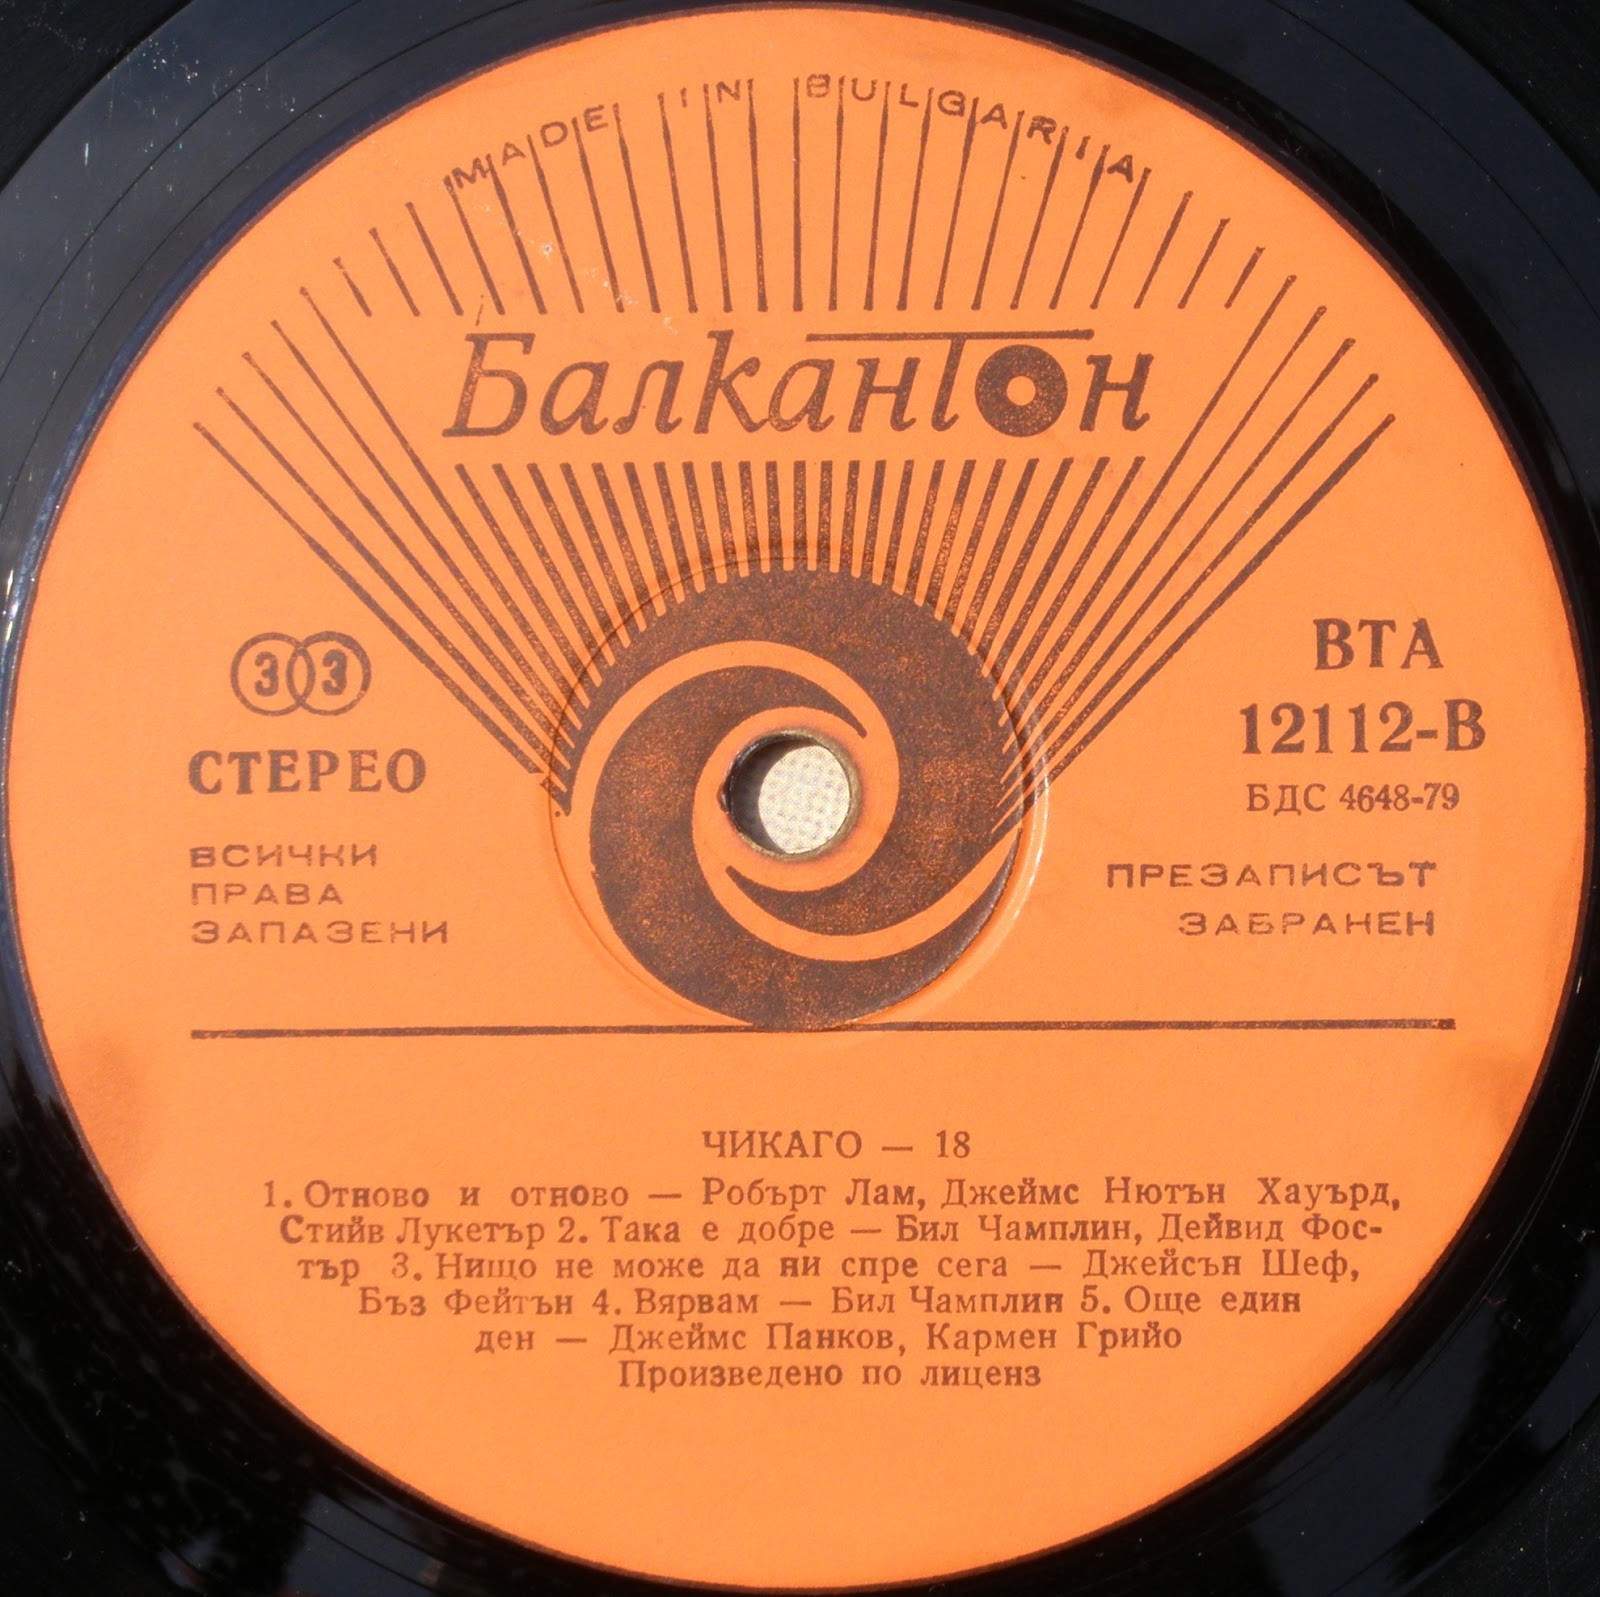 MADE IN BULGARIA
Балкантон
33
СТЕРЕО
ВСИЧКИ
ПРАВА
ЗАПАЗЕНИ
ВТА
12112-В
БДС 4648-79
ПРЕЗАПИСЪТ
ЗАБРАНЕН
ЧИКАГО — 18
1. Отново и отново — Робърт Лам, Джеймс Нютън Хауърд,
Стийв Лукетър 2. Така е добре — Бил Чамплин, Дейвид Фос-
тър 3. Нищо не може да ни спре сега — Джейсън Шеф,
Бъз Фейтън 4. Вярвам — Бил Чамплин 5. Още един
ден — Джеймс Панков, Кармен Грийо
Произведено по лиценз